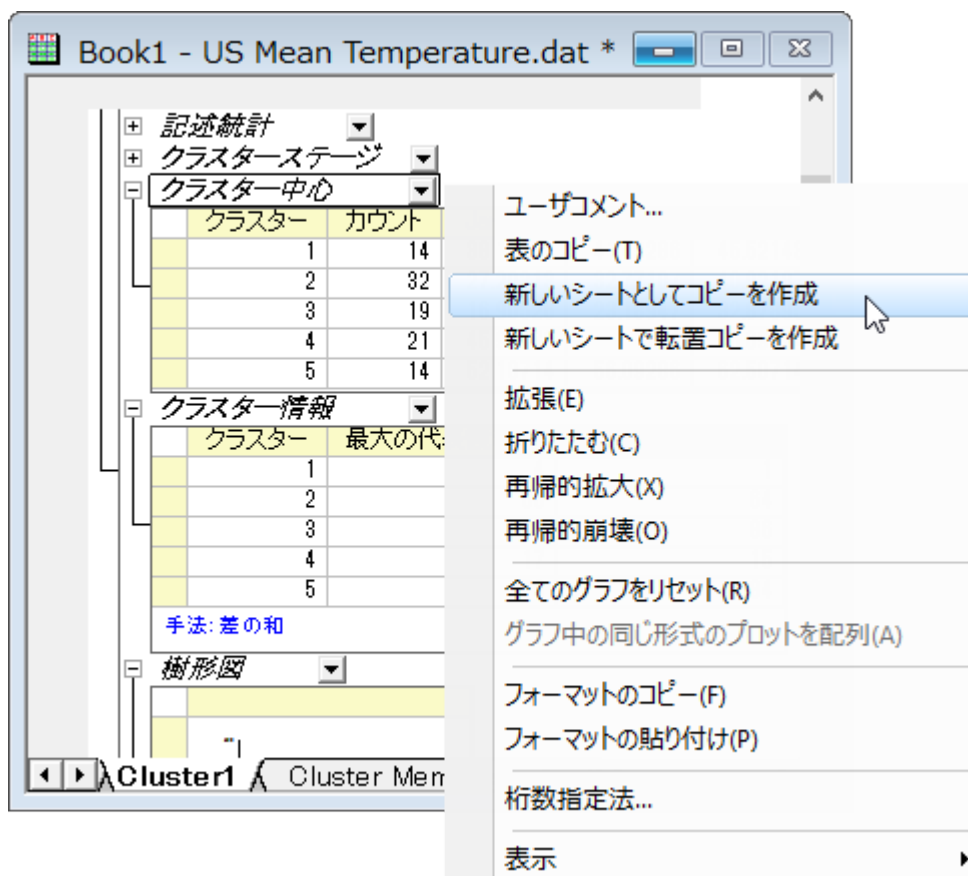 Book1 - US Mean Temperature.dat *
記述統計
クラスターステージ
クラスター中心
クラスター カウント
1 14
2 32
3 19
4 21
5 14
クラスター情報
クラスター 最大の代
1
2
3
4
5
手法: 差の和
樹形図
Cluster1 Cluster Mem
ユーザコメント...
表のコピー(T)
新しいシートとしてコピーを作成
新しいシートで転置コピーを作成
拡張(E)
折りたたむ(C)
再帰的拡大(X)
再帰的崩壊(O)
全てのグラフをリセット(R)
グラフ中の同じ形式のプロットを配列(A)
フォーマットのコピー(F)
フォーマットの貼り付け(P)
桁数指定法...
表示